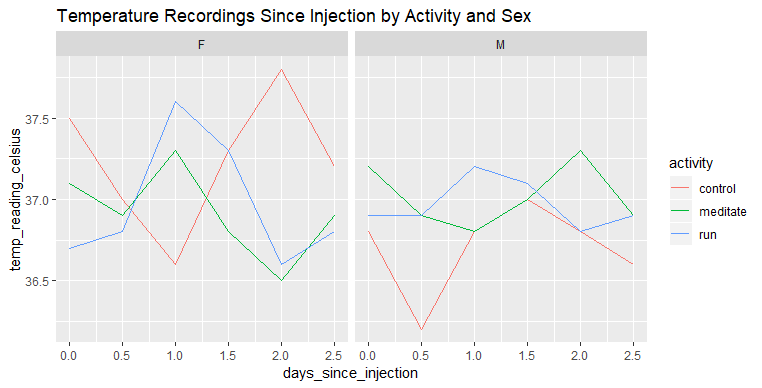 Temperature Recordings Since Injection by Activity and Sex
F
M
37.5
37.0
36.5
temp_reading_celsius
0.0 0.5 1.0 1.5 2.0 2.5
0.0 0.5 1.0 1.5 2.0 2.5
days_since_injection
activity
control
meditate
run